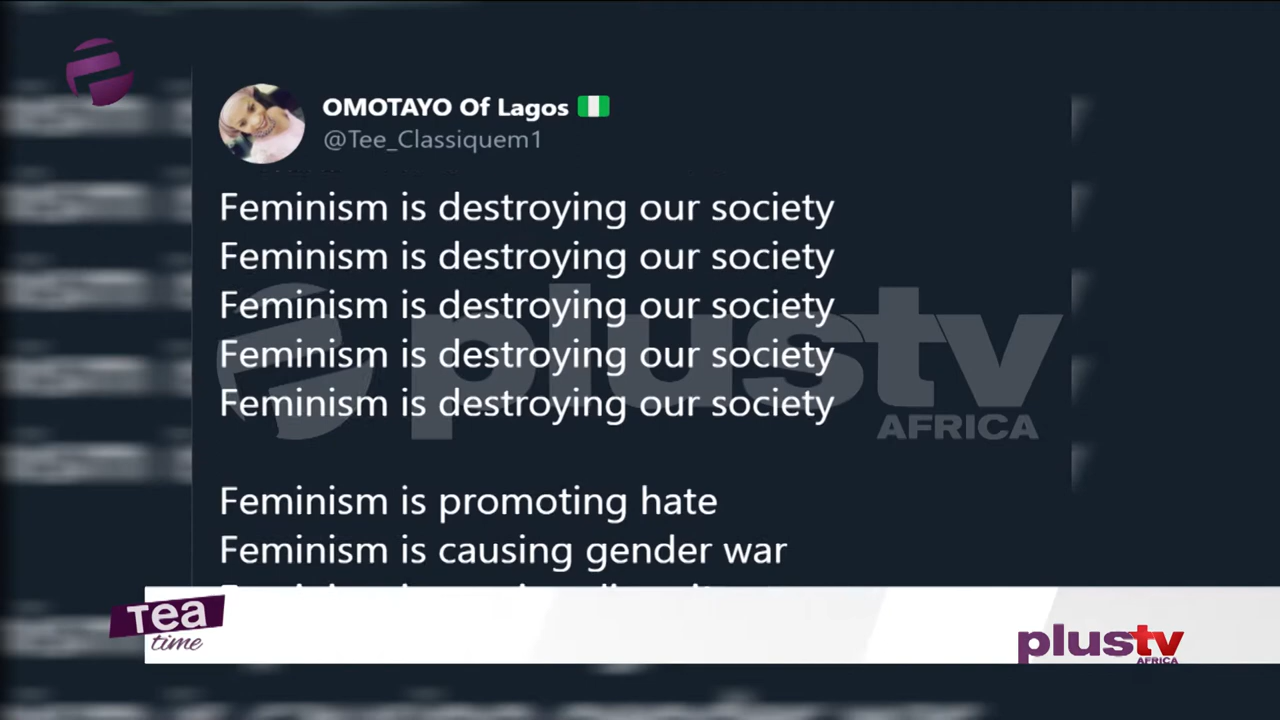 OMOTAYO Of Lagos
@Tee_Classiquem1
Feminism is destroying our society
Feminism is destroying our society
Feminism is destroying our society
Feminism is destroying our society
Feminism is destroying our society
plustv
AFRICA
Feminism is promoting hate
Feminism is causing gender war
Tea
time
plustv
AFRICA